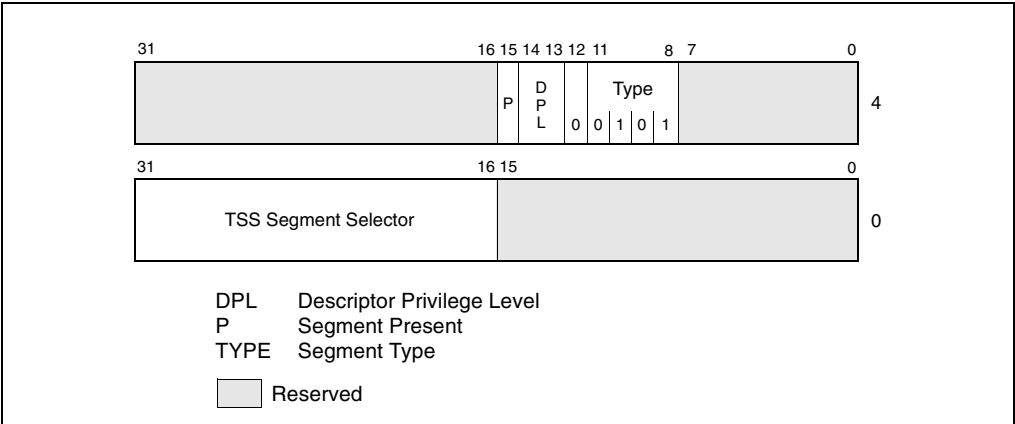 31 16 15 14 13 12 11 8 7 0
P DPL Type 4
0 0 1 0 1
31 16 15 0
TSS Segment Selector 0
DPL Descriptor Privilege Level
P Segment Present
TYPE Segment Type
Reserved